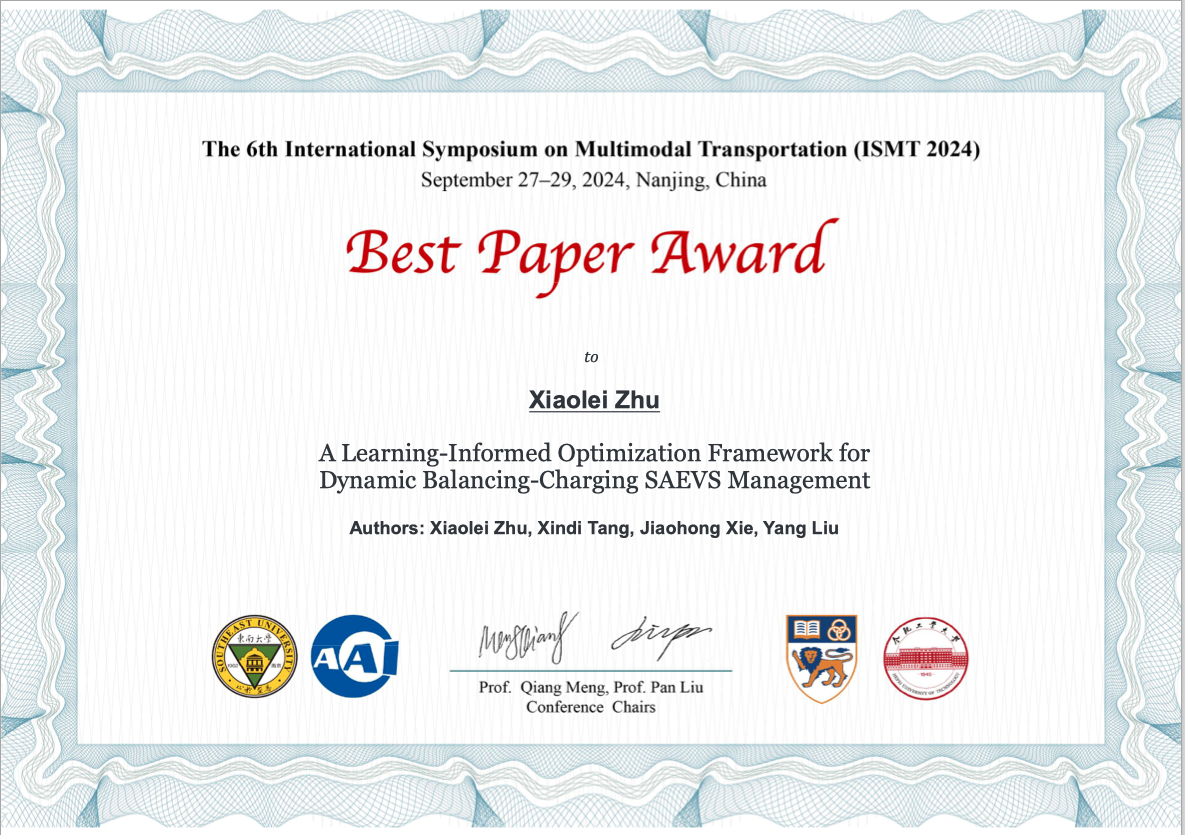 The 6th International Symposium on Multimodal Transportation (ISMT 2024)
September 27–29, 2024, Nanjing, China
Best Paper Award
to
Xiaolei Zhu
A Learning-Informed Optimization Framework for
Dynamic Balancing-Charging SAEVS Management
Authors: Xiaolei Zhu, Xindi Tang, Jiaohong Xie, Yang Liu
SOUTHEAST UNIVERSITY
東南大學
1902
南京
AAI
MengQiang
合肥工業大學
1945
HEFEI UNIVERSITY OF TECHNOLOGY
Prof. Qiang Meng, Prof. Pan Liu
Conference Chairs